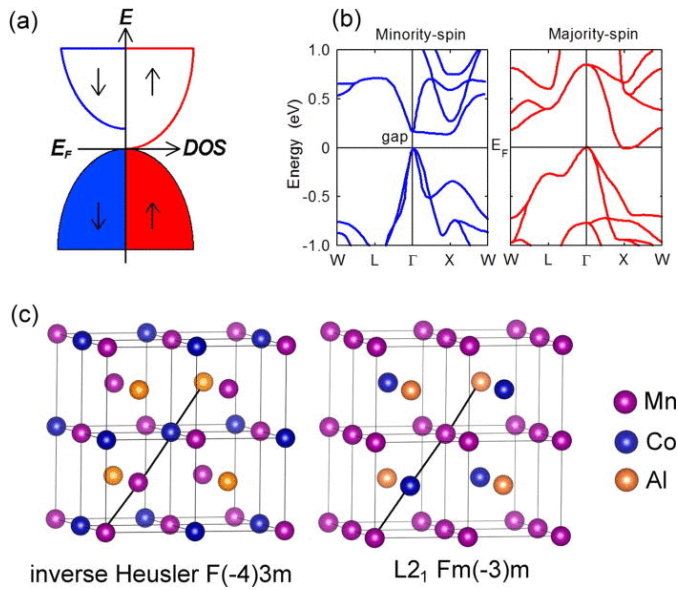 (a)
E
E_F
DOS
(b)
Minority-spin
Majority-spin
1.0
0.5
0
-0.5
-1.0
Energy (eV)
gap
E_F
W L Γ X W
W L Γ X W
(c)
Mn
Co
Al
inverse Heusler F(-4)3m
L2₁ Fm(-3)m